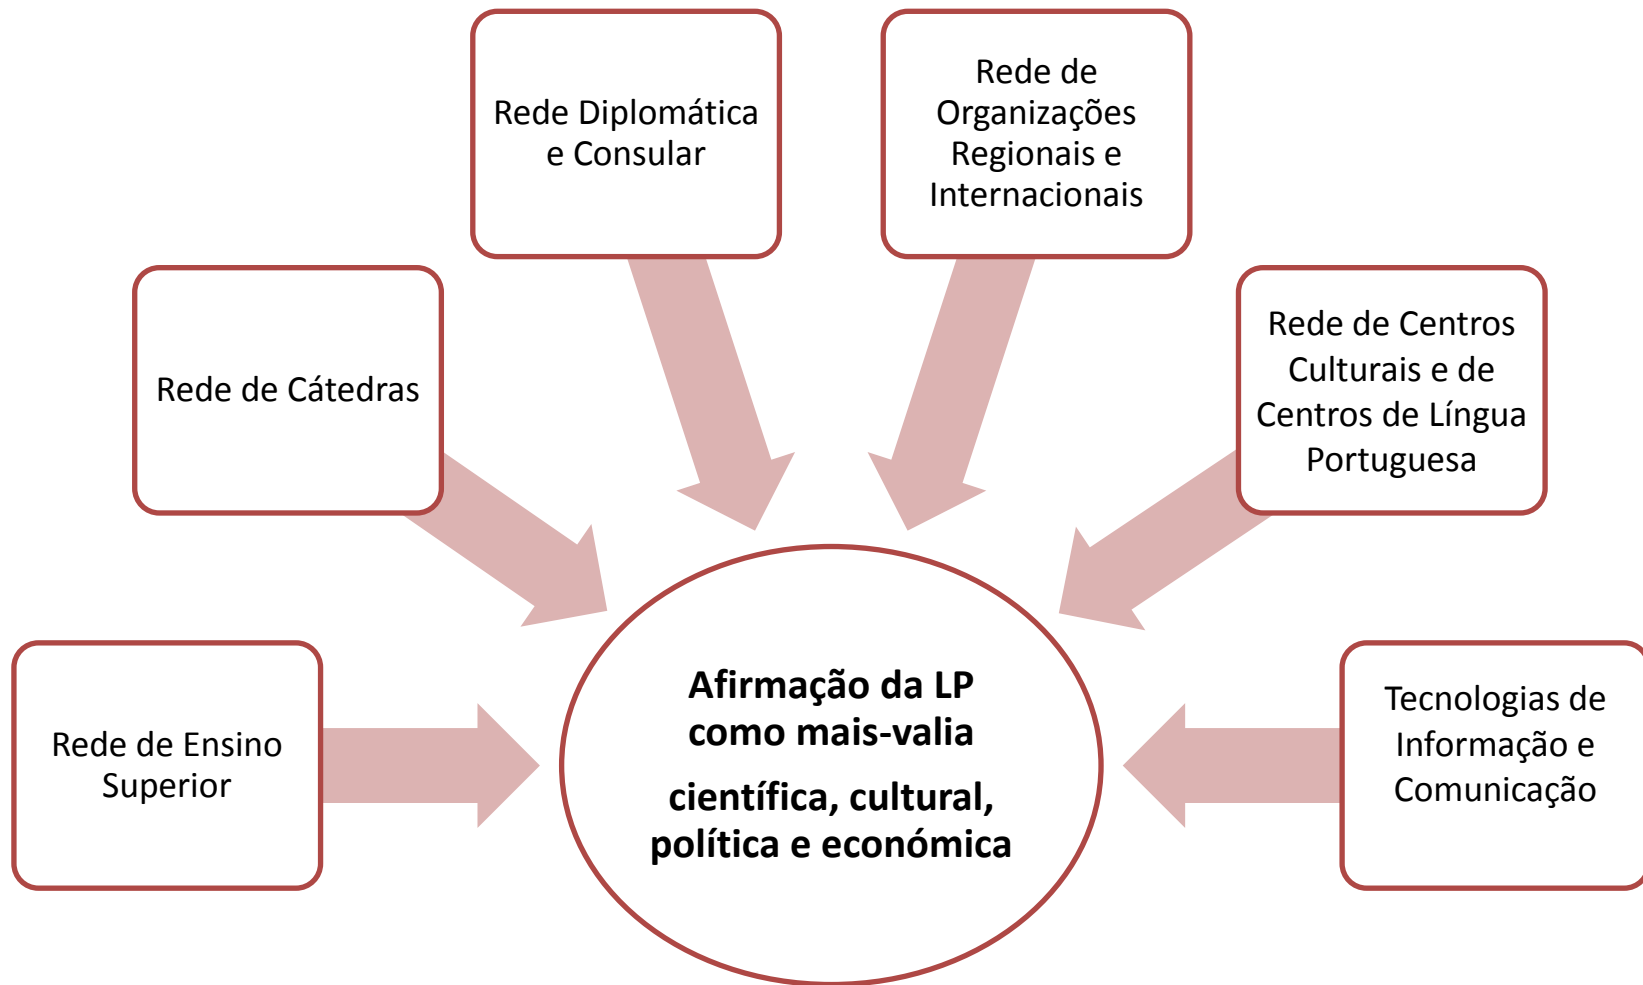 Rede Diplomática
e Consular
Rede de
Organizações
Regionais e
Internacionais
Rede de Cátedras
Rede de Centros
Culturais e de
Centros de Língua
Portuguesa
Rede de Ensino
Superior
Afirmação da LP
como mais-valia
científica, cultural,
política e económica
Tecnologias de
Informação e
Comunicação